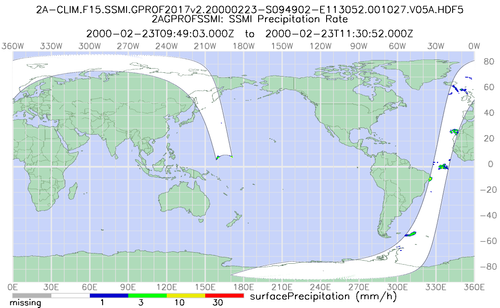 2A-CLIM.F15.SSMI.GPROF2017v2.20000223-S094902-E113052.001027.V05A.HDF5
2AGPROFSSMI: SSMI Precipitation Rate
2000-02-23T09:49:03.000Z to 2000-02-23T11:30:52.000Z
360W 330W 300W 270W 240W 210W 180W 150W 120W 90W 60W 30W 0W
80
60
40
20
0
-20
-40
-60
-80
00E 30E 60E 90E 120E 150E 180E 210E 240E 270E 300E 330E 360E
missing 1 3 10 30 surfacePrecipitation (mm/h)